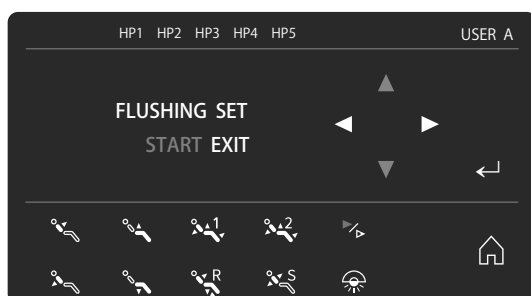 HP1 HP2 HP3 HP4 HP5 USER A
FLUSHING SET
START EXIT
1 2
R S